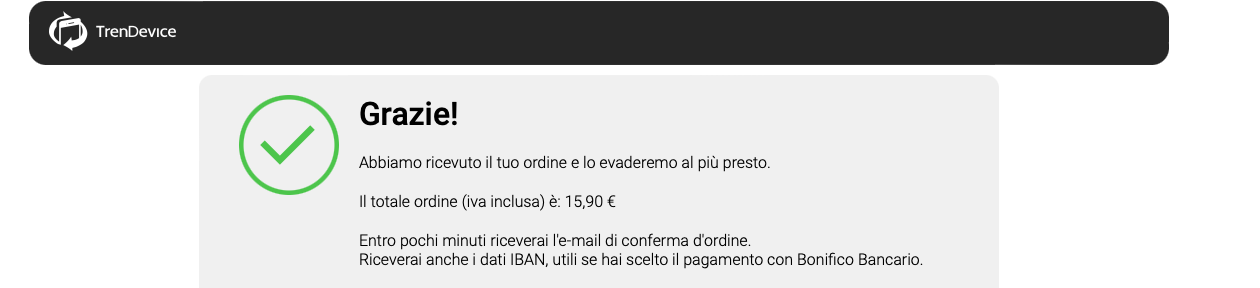 TrenDevice
Grazie!
Abbiamo ricevuto il tuo ordine e lo evaderemo al più presto.
Il totale ordine (iva inclusa) è: 15,90 €
Entro pochi minuti riceverai l'e-mail di conferma d'ordine.
Riceverai anche i dati IBAN, utili se hai scelto il pagamento con Bonifico Bancario.